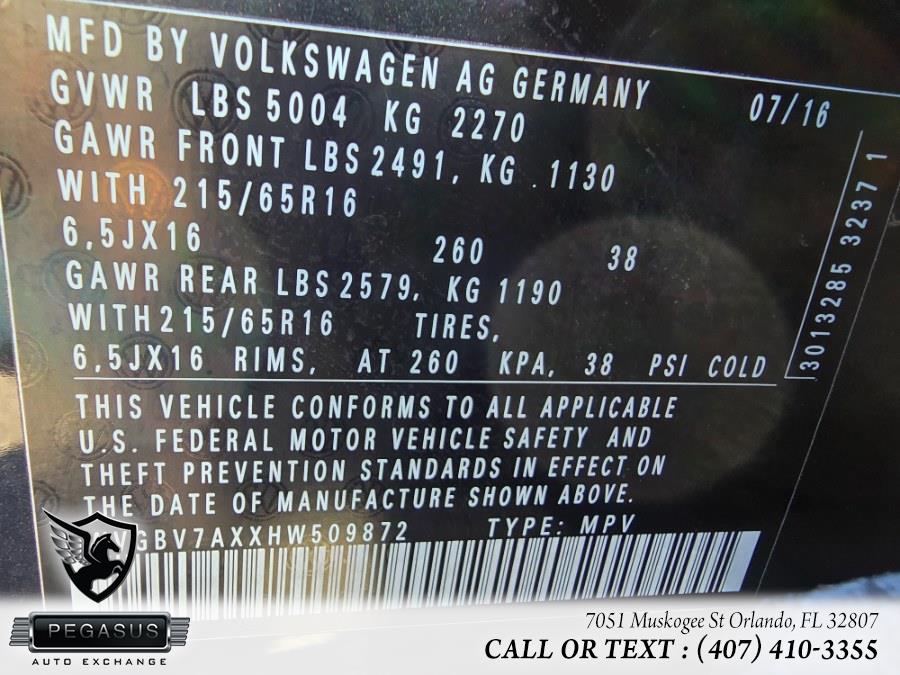 MFD BY VOLKSWAGEN AG GERMANY 07/16
GVWR LBS 5004 KG 2270
GAWR FRONT LBS 2491, KG .1130
WITH 215/65R16
6,5JX16 260 38
GAWR REAR LBS 2579, KG 1190
WITH 215/65R16 TIRES,
6,5JX16 RIMS, AT 260 KPA, 38 PSI COLD
3013285 3237 1
THIS VEHICLE CONFORMS TO ALL APPLICABLE
U.S. FEDERAL MOTOR VEHICLE SAFETY AND
THEFT PREVENTION STANDARDS IN EFFECT ON
THE DATE OF MANUFACTURE SHOWN ABOVE.
GBV7AXXHW509872 TYPE: MPV
PEGASUS
AUTO EXCHANGE
7051 Muskogee St Orlando, FL 32807
CALL OR TEXT : (407) 410-3355